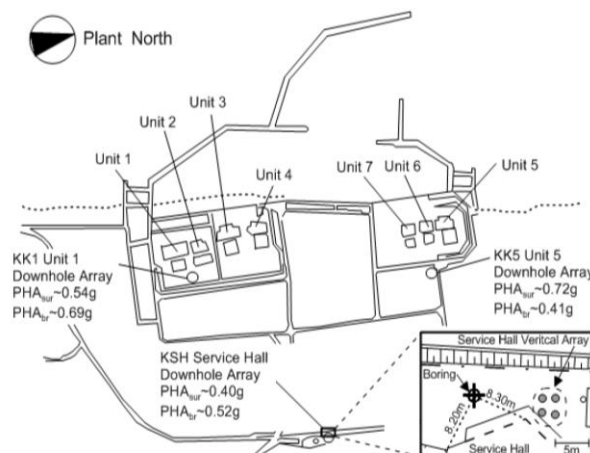 Plant North
Unit 3
Unit 2
Unit 1
Unit 4
Unit 7
Unit 6
Unit 5
KK1 Unit 1
Downhole Array
PHAsur~0.54g
PHAbr~0.69g
KK5 Unit 5
Downhole Array
PHAsur~0.72g
PHAbr~0.41g
KSH Service Hall
Downhole Array
PHAsur~0.40g
PHAbr~0.52g
Service Hall Veritcal Array
Boring
8.30m
8.20m
Service Hall
5m